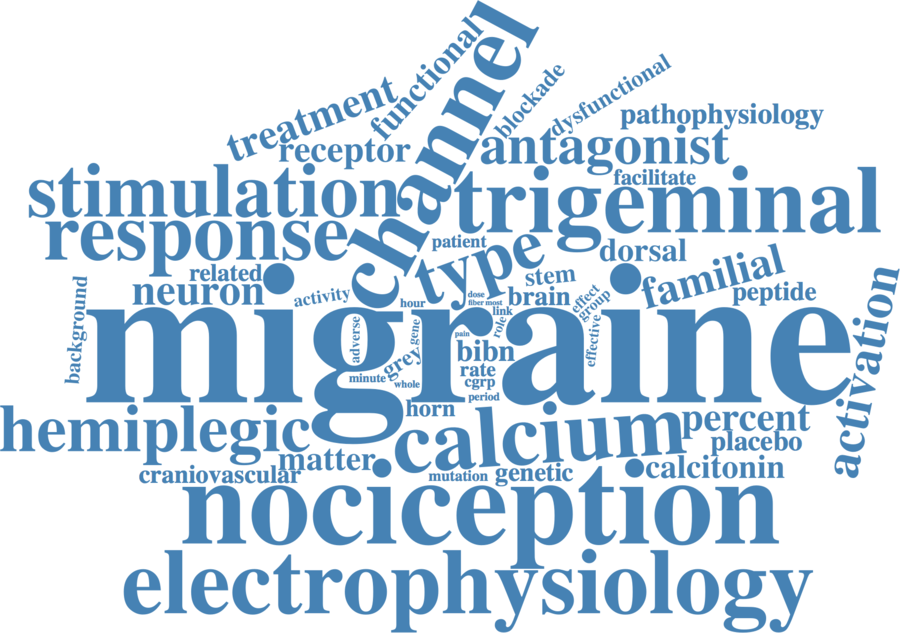 channel
functional
blockade
dysfunctional
treatment
pathophysiology
receptor
antagonist
stimulation
facilitate
trigeminal
response
patient
type
dorsal
related
stem
familial
neuron
activity
hour
dose
fiber
most
brain
effect
group
peptide
background
migraine
link
role
activation
adverse
gene
pain
effective
grey
bibn
minute
whole
rate
cgrp
period
horn
hemiplegic
calcium
percent
placebo
matter
craniovascular
mutation
genetic
calcitonin
nociception
electrophysiology